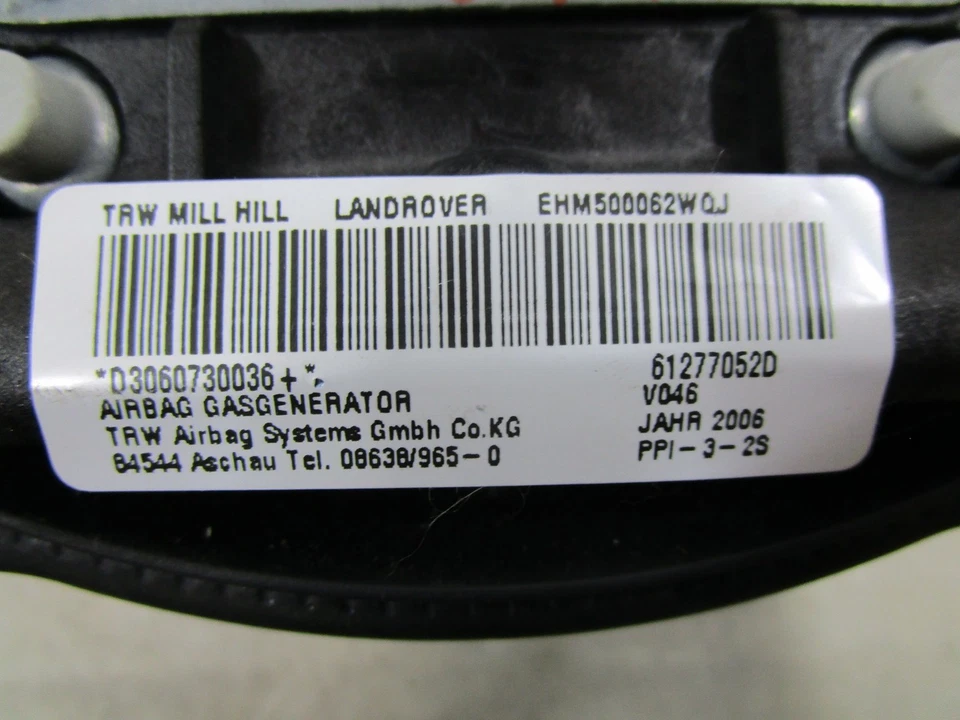 TRW MILL HILL LANDROVER EHM500062WQJ
*D3060730036+*
61277052D
AIRBAG GASGENERATOR
V046
TRW Airbag Systems Gmbh Co.KG
JAHR 2006
84544 Aschau Tel. 08638/965-0
PPI-3-2S